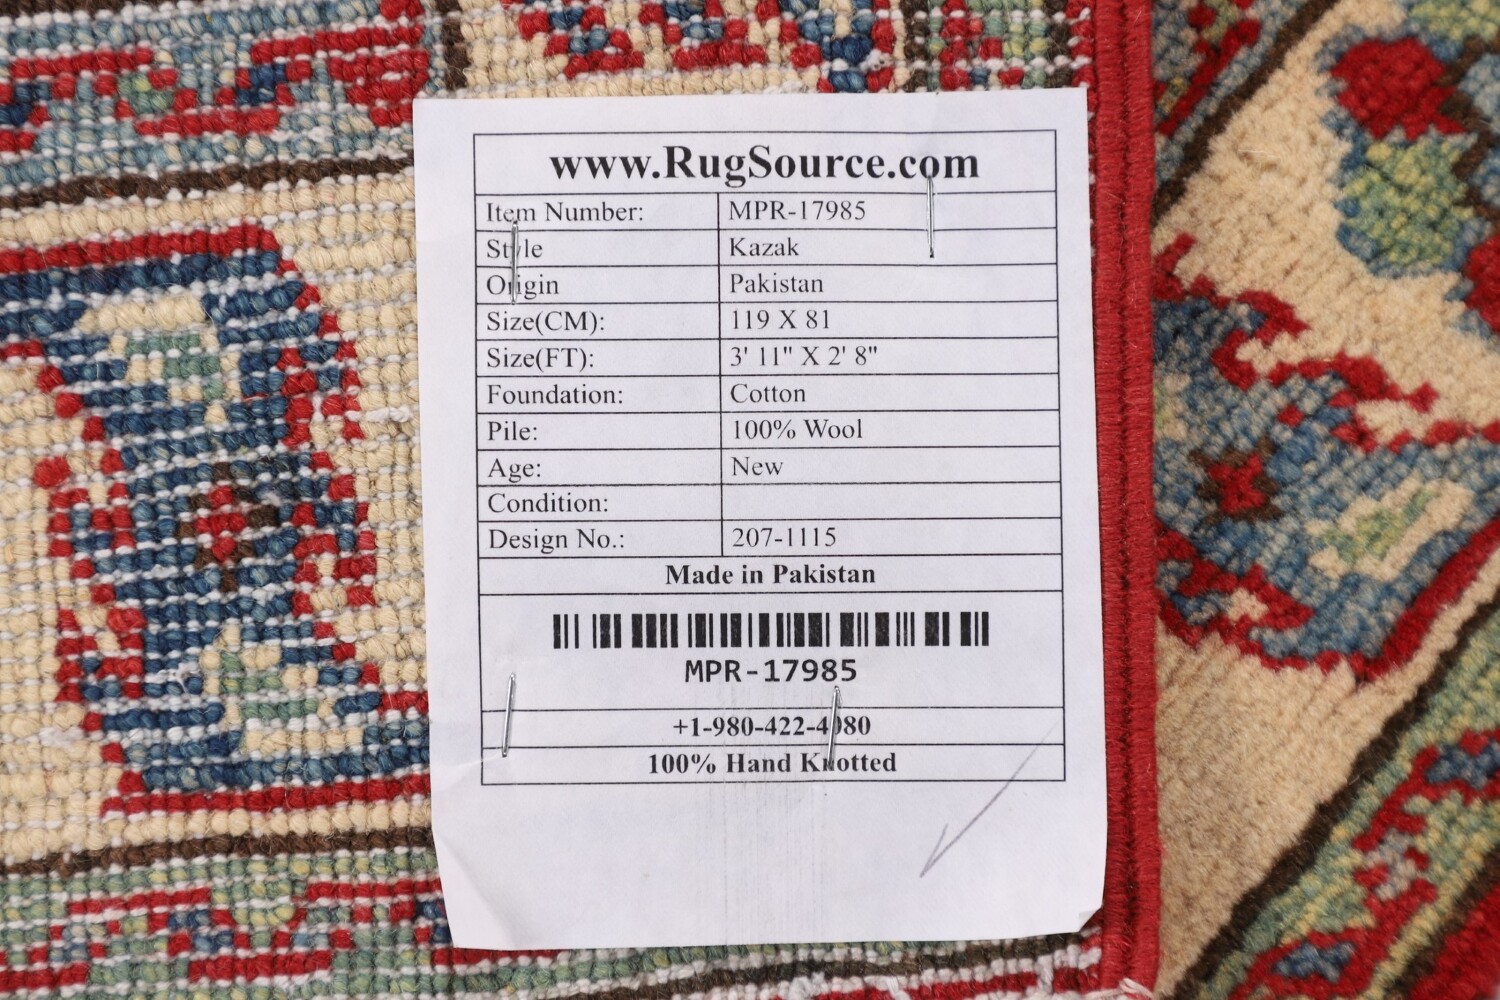 www.RugSource.com
Item Number: MPR-17985
Style Kazak
Origin Pakistan
Size(CM): 119 X 81
Size(FT): 3' 11" X 2' 8"
Foundation: Cotton
Pile: 100% Wool
Age: New
Condition:
Design No.: 207-1115
Made in Pakistan
MPR-17985
+1-980-422-4080
100% Hand Knotted